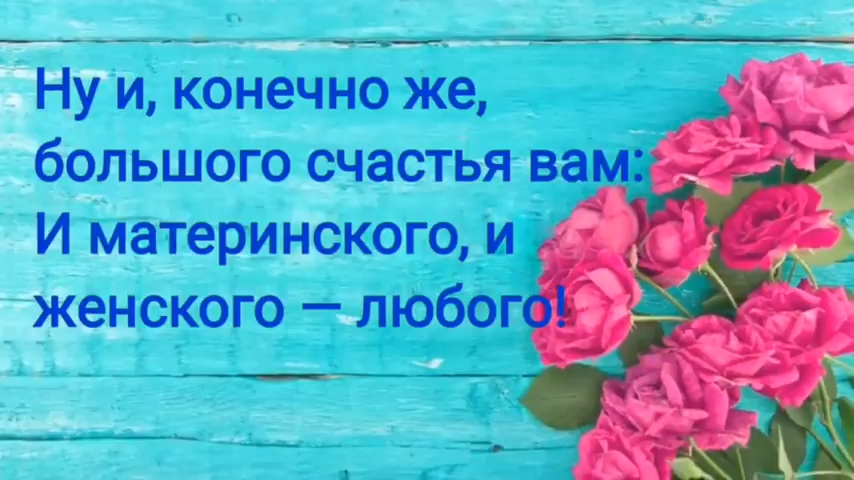 Ну и, конечно же,
большого счастья вам:
И материнского, и
женского — любого!